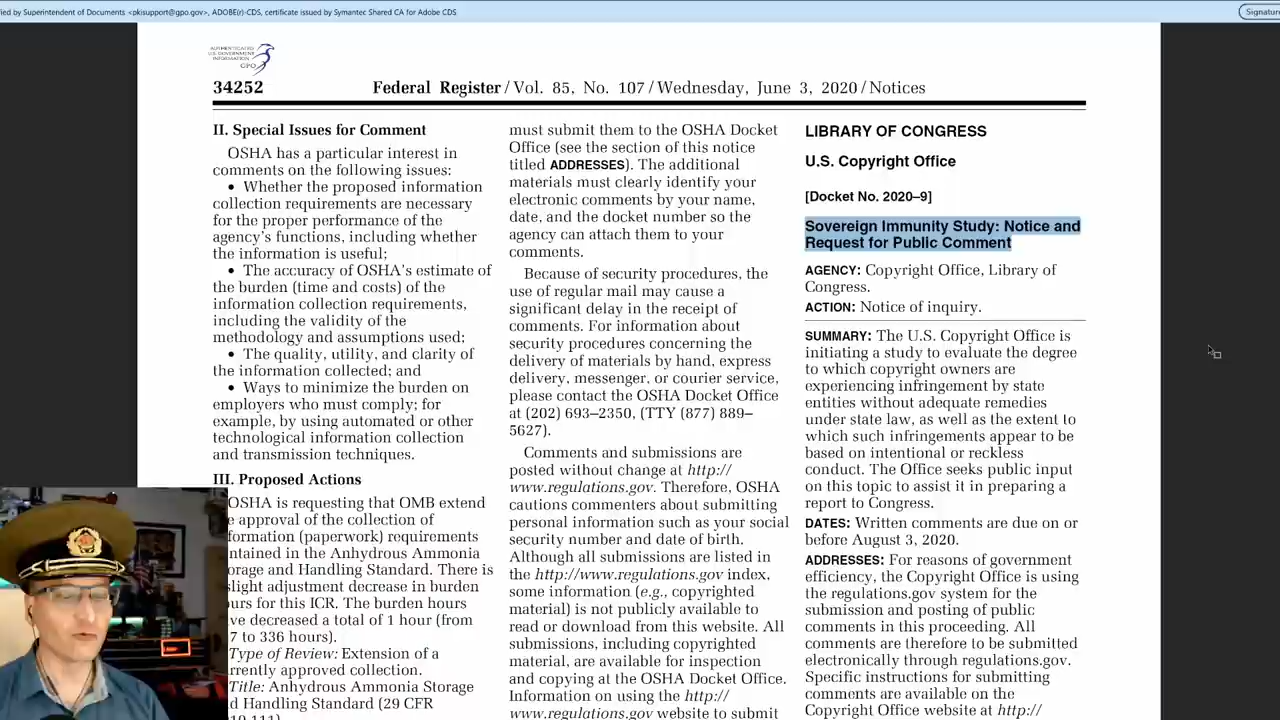 fied by Superintendent of Documents <pkisupport@gpo.gov>, ADOBE(r)-CDS, certificate issued by Symantec Shared CA for Adobe CDS
Signature
AUTHENTICATED
U.S. GOVERNMENT
INFORMATION
GPO
34252 Federal Register / Vol. 85, No. 107 / Wednesday, June 3, 2020 / Notices
II. Special Issues for Comment
OSHA has a particular interest in
comments on the following issues:
• Whether the proposed information
collection requirements are necessary
for the proper performance of the
agency's functions, including whether
the information is useful;
• The accuracy of OSHA's estimate of
the burden (time and costs) of the
information collection requirements,
including the validity of the
methodology and assumptions used;
• The quality, utility, and clarity of
the information collected; and
• Ways to minimize the burden on
employers who must comply; for
example, by using automated or other
technological information collection
and transmission techniques.
III. Proposed Actions
OSHA is requesting that OMB extend
e approval of the collection of
formation (paperwork) requirements
ntained in the Anhydrous Ammonia
orage and Handling Standard. There is
slight adjustment decrease in burden
ours for this ICR. The burden hours
ve decreased a total of 1 hour (from
7 to 336 hours).
Type of Review: Extension of a
rrently approved collection.
Title: Anhydrous Ammonia Storage
d Handling Standard (29 CFR
10.111)
must submit them to the OSHA Docket
Office (see the section of this notice
titled ADDRESSES). The additional
materials must clearly identify your
electronic comments by your name,
date, and the docket number so the
agency can attach them to your
comments.
Because of security procedures, the
use of regular mail may cause a
significant delay in the receipt of
comments. For information about
security procedures concerning the
delivery of materials by hand, express
delivery, messenger, or courier service,
please contact the OSHA Docket Office
at (202) 693–2350, (TTY (877) 889–
5627).
Comments and submissions are
posted without change at http://
www.regulations.gov. Therefore, OSHA
cautions commenters about submitting
personal information such as your social
security number and date of birth.
Although all submissions are listed in
the http://www.regulations.gov index,
some information (e.g., copyrighted
material) is not publicly available to
read or download from this website. All
submissions, including copyrighted
material, are available for inspection
and copying at the OSHA Docket Office.
Information on using the http://
www.regulations.gov website to submit
LIBRARY OF CONGRESS
U.S. Copyright Office
[Docket No. 2020–9]
Sovereign Immunity Study: Notice and
Request for Public Comment
AGENCY: Copyright Office, Library of
Congress.
ACTION: Notice of inquiry.
SUMMARY: The U.S. Copyright Office is
initiating a study to evaluate the degree
to which copyright owners are
experiencing infringement by state
entities without adequate remedies
under state law, as well as the extent to
which such infringements appear to be
based on intentional or reckless
conduct. The Office seeks public input
on this topic to assist it in preparing a
report to Congress.
DATES: Written comments are due on or
before August 3, 2020.
ADDRESSES: For reasons of government
efficiency, the Copyright Office is using
the regulations.gov system for the
submission and posting of public
comments in this proceeding. All
comments are therefore to be submitted
electronically through regulations.gov.
Specific instructions for submitting
comments are available on the
Copyright Office website at http://